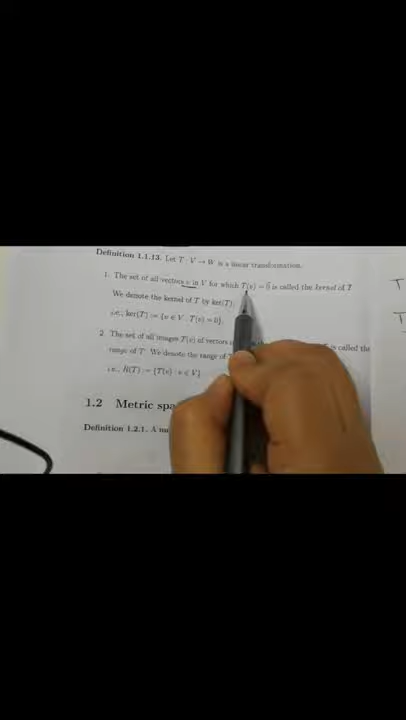 Definition 1.1.13. Let T : V → W is a linear transformation.
1. The set of all vectors v in V for which T(v) = 0̄ is called the kernel of T
We denote the kernel of T by ker(T).
i.e., ker(T) := {v ∈ V : T(v) = 0̄}.
2. The set of all images T(v) of vectors
is called the
range of T. We denote the range of
i.e., R(T) := {T(v) : v ∈ V}
1.2 Metric
Definition 1.2.1. A
T
T